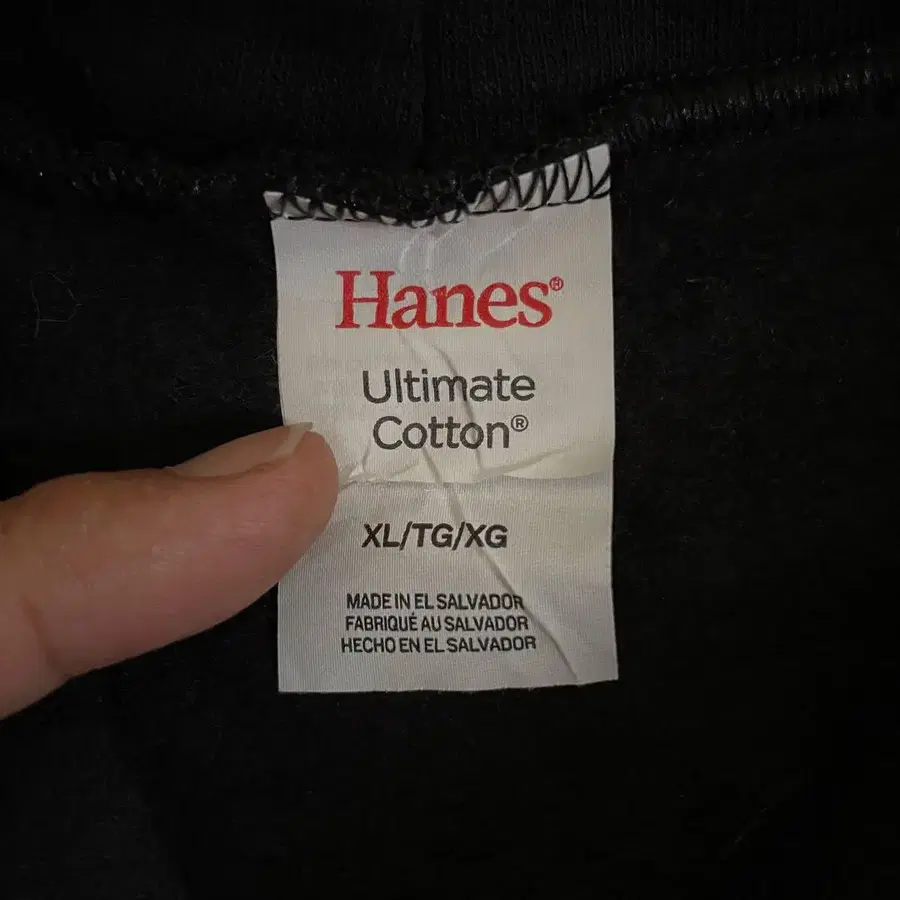 Hanes®
Ultimate
Cotton®
XL/TG/XG
MADE IN EL SALVADOR
FABRIQUÉ AU SALVADOR
HECHO EN EL SALVADOR